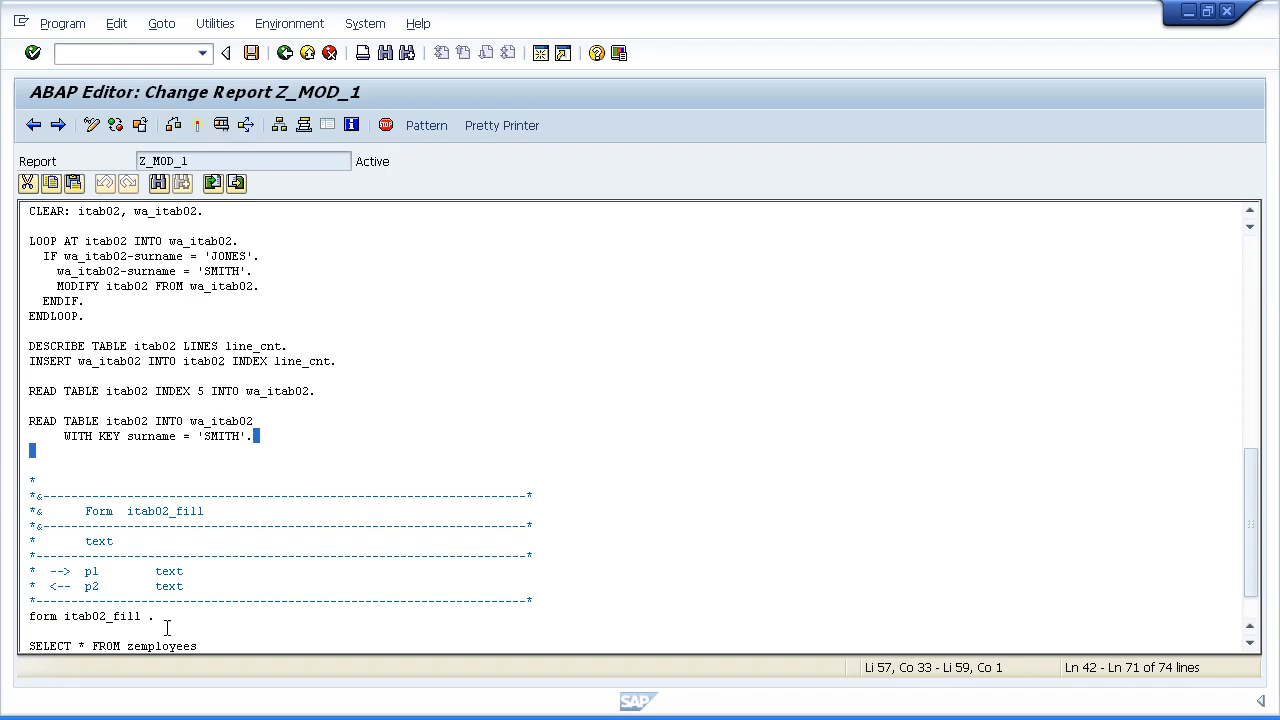 Program Edit Goto Utilities Environment System Help
ABAP Editor: Change Report Z_MOD_1
Pattern Pretty Printer
Report Z_MOD_1 Active
CLEAR: itab02, wa_itab02.
LOOP AT itab02 INTO wa_itab02.
IF wa_itab02-surname = 'JONES'.
wa_itab02-surname = 'SMITH'.
MODIFY itab02 FROM wa_itab02.
ENDIF.
ENDLOOP.
DESCRIBE TABLE itab02 LINES line_cnt.
INSERT wa_itab02 INTO itab02 INDEX line_cnt.
READ TABLE itab02 INDEX 5 INTO wa_itab02.
READ TABLE itab02 INTO wa_itab02
WITH KEY surname = 'SMITH'.
*
*&---------------------------------------------------------------------*
*& Form itab02_fill
*&---------------------------------------------------------------------*
* text
*----------------------------------------------------------------------*
* --> p1 text
* <-- p2 text
*----------------------------------------------------------------------*
form itab02_fill .
SELECT * FROM zemployees
Li 57, Co 33 - Li 59, Co 1 Ln 42 - Ln 71 of 74 lines
SAP